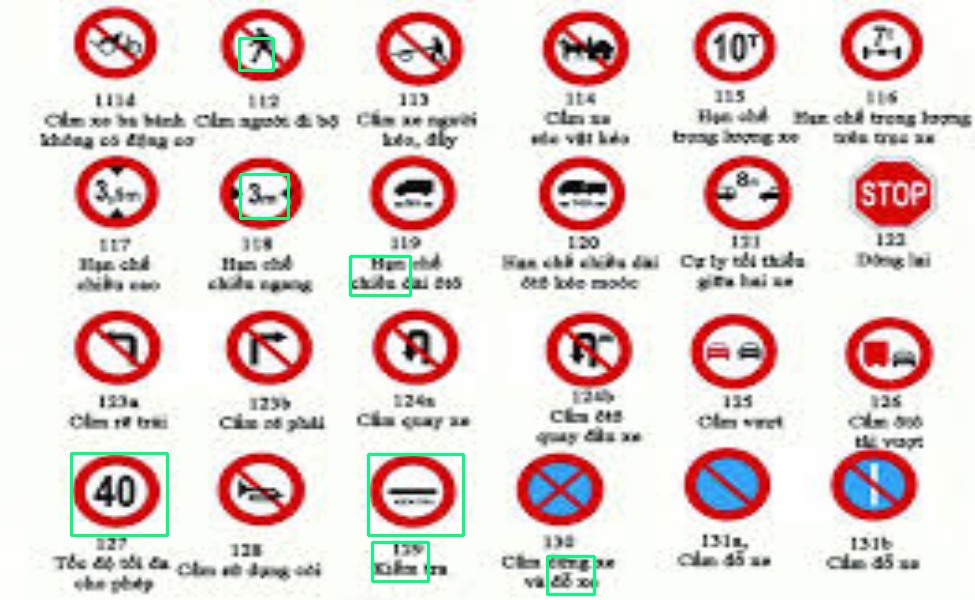 10T
7t
111d
112
113
114
115
116
Cấm xe ba bánh
Cấm người đi bộ
Cấm xe người
Cấm xe
Hạn chế
Hạn chế trọng lượng
không có động cơ
kéo, đẩy
súc vật kéo
trọng lượng xe
trên trục xe
3,5m
3m
8m
STOP
117
118
119
120
121
122
Hạn chế
Hạn chế
Hạn chế
Hạn chế chiều dài
Cự ly tối thiểu
Dừng lại
chiều cao
chiều ngang
chiều dài ôtô
ôtô kéo moóc
giữa hai xe
123a
123b
124a
124b
125
126
Cấm rẽ trái
Cấm rẽ phải
Cấm quay xe
Cấm ôtô
Cấm vượt
Cấm ôtô
quay đầu xe
tải vượt
40
127
128
129
130
131a,
131b
Tốc độ tối đa
Cấm sử dụng còi
Kiểm tra
Cấm dừng xe
Cấm đỗ xe
Cấm đỗ xe
cho phép
và đỗ xe